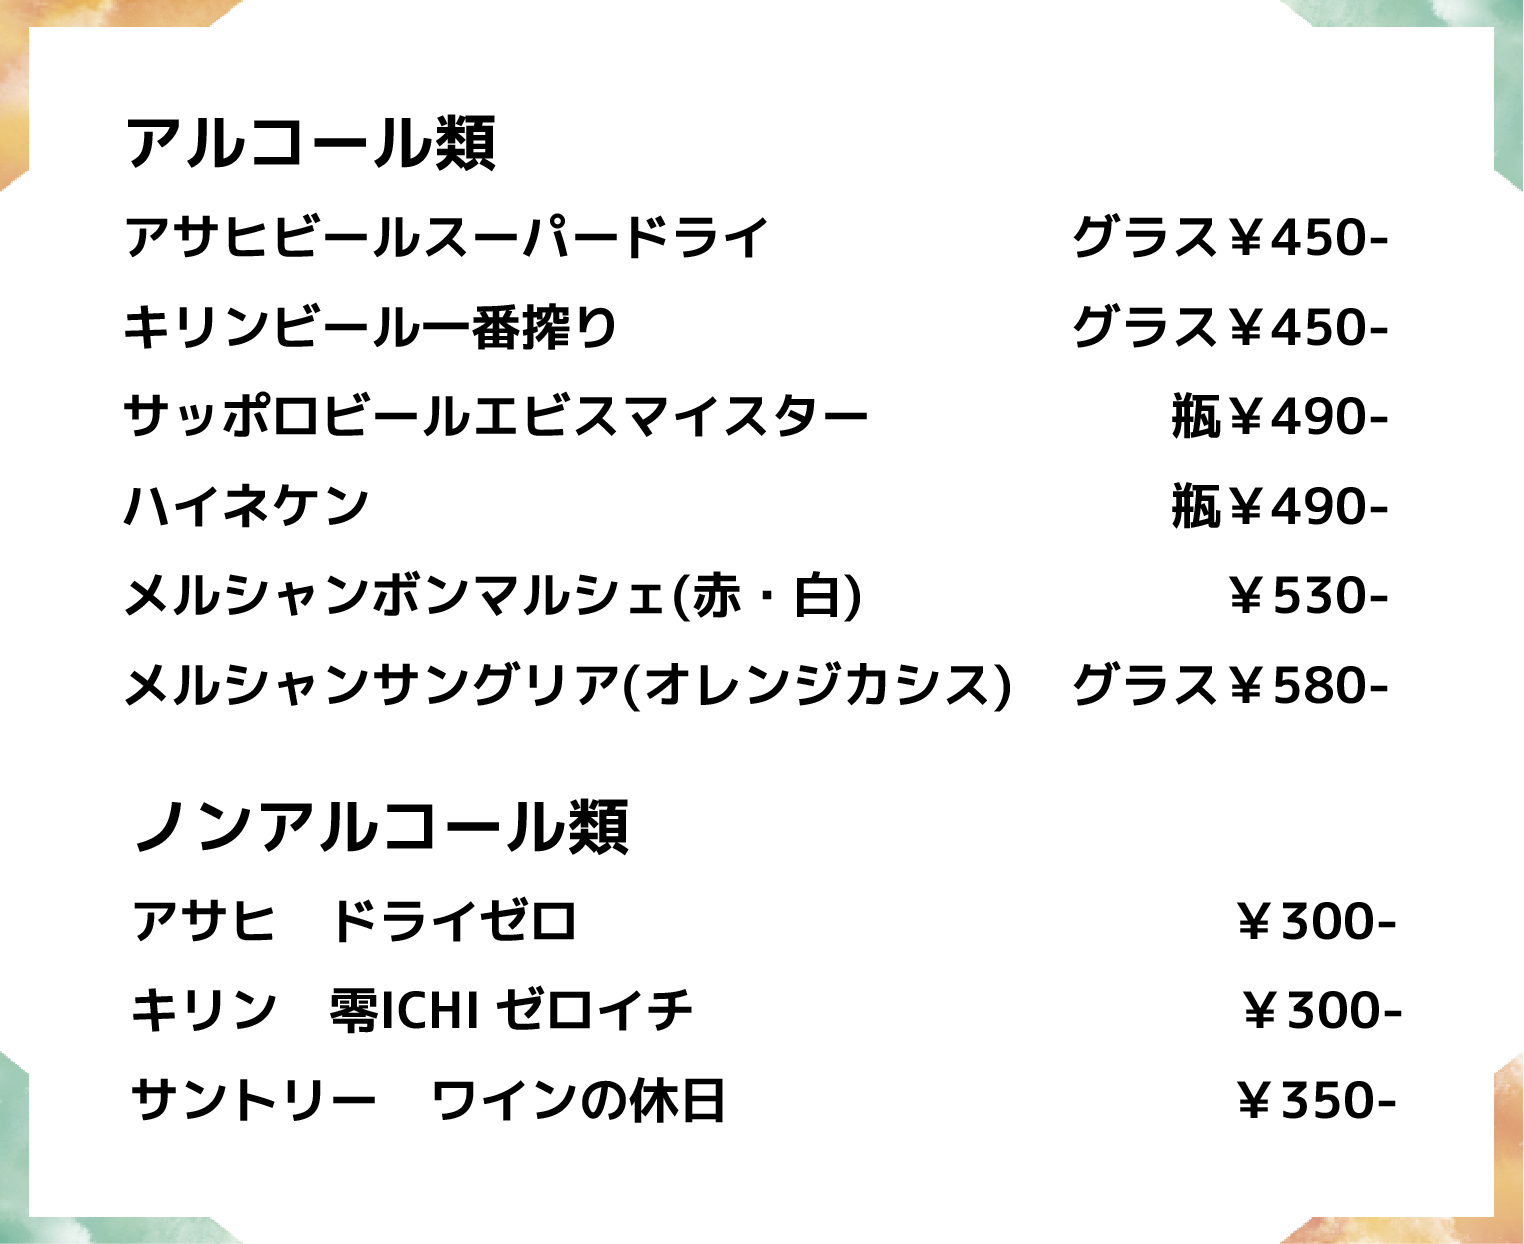 アルコール類
アサヒビールスーパードライ　グラス￥450-
キリンビール一番搾り　グラス￥450-
サッポロビールエビスマイスター　瓶￥490-
ハイネケン　瓶￥490-
メルシャンボンマルシェ(赤・白)　￥530-
メルシャンサングリア(オレンジカシス)　グラス￥580-
ノンアルコール類
アサヒ　ドライゼロ　￥300-
キリン　零ICHI ゼロイチ　￥300-
サントリー　ワインの休日　￥350-